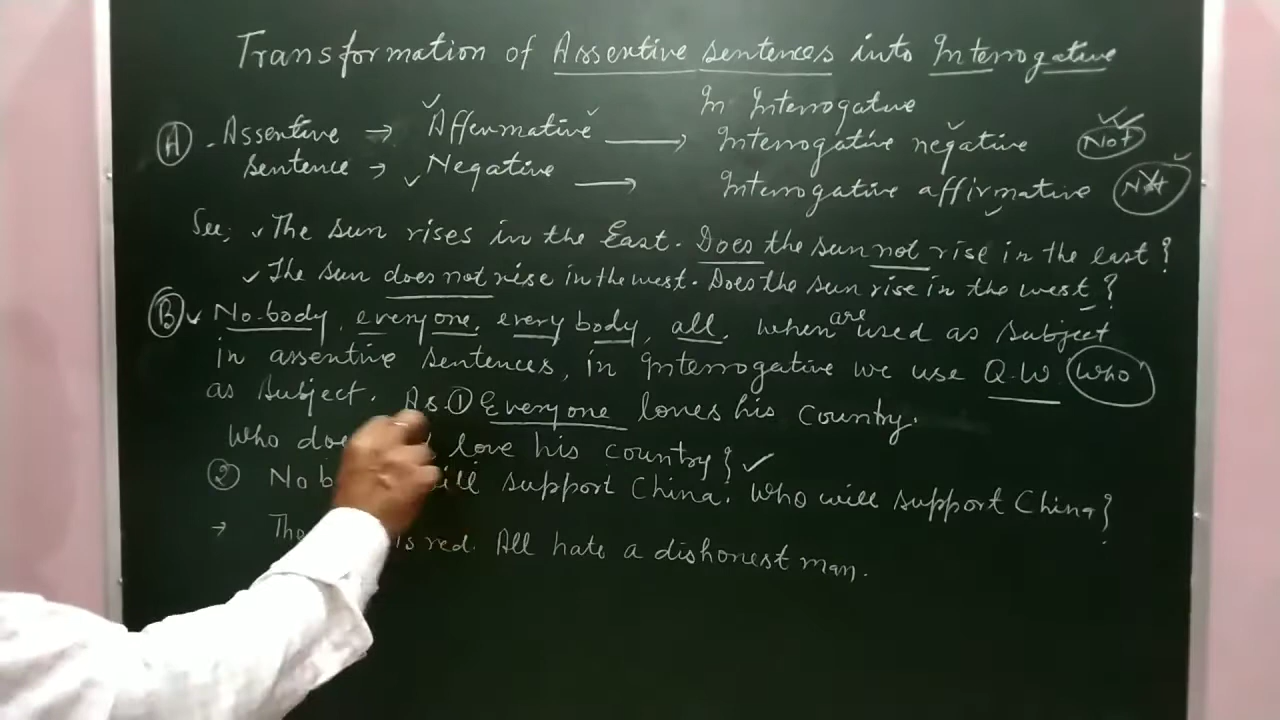 Transformation of Assertive sentences into Interrogative
In Interrogative
A - Assertive → Affirmative → Interrogative negative Not
sentence → Negative → Interrogative affirmative Not
See; The sun rises in the East. Does the sun not rise in the east?
The sun does not rise in the west. Does the sun rise in the west?
B No-body, everyone, every body, all, when are used as subject
in assertive sentences, in Interrogative we use Q.W. Who
as subject. As ① Everyone loves his country.
Who love his country?
② will support China. Who will support China?
→ is red. All hate a dishonest man.